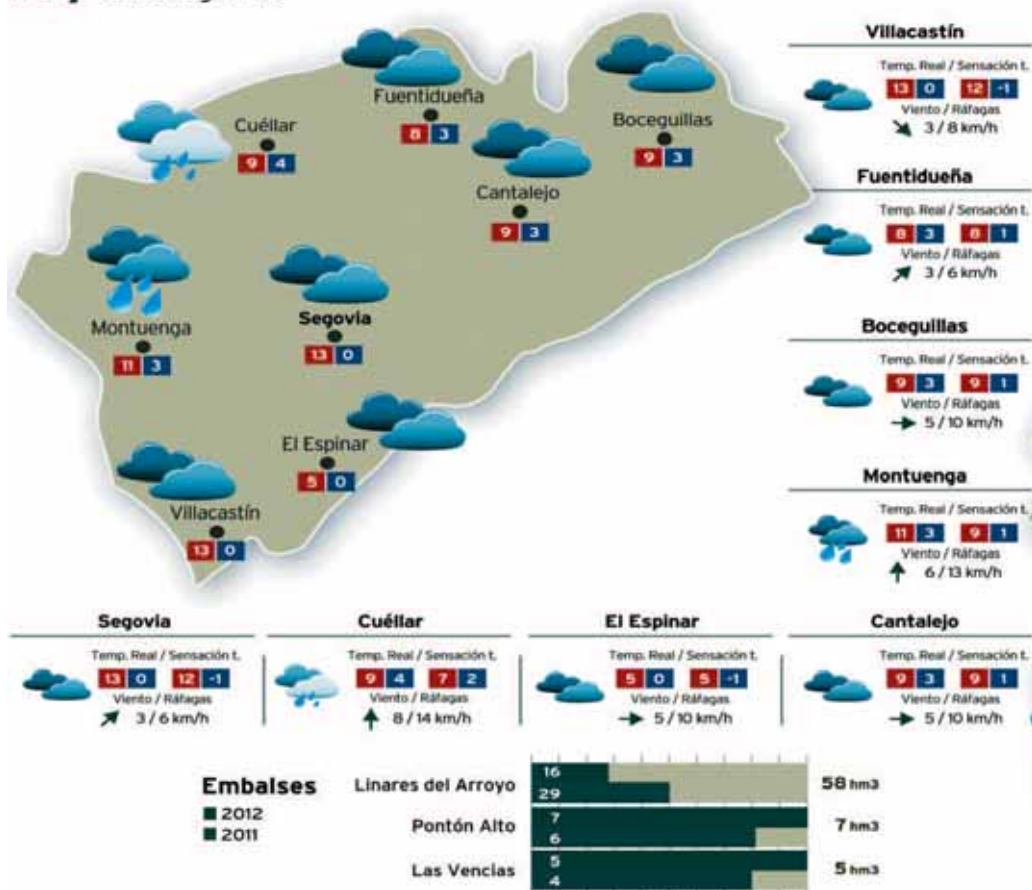 Fuentidueña
8 3
Boceguillas
9 3
Cuéllar
9 4
Cantalejo
9 3
Montuenga
11 3
Segovia
13 0
El Espinar
5 0
Villacastín
13 0
Villacastín
Temp. Real / Sensación t.
13 0 12 -1
Viento / Ráfagas
3 / 8 km/h
Fuentidueña
Temp. Real / Sensación t.
8 3 8 1
Viento / Ráfagas
3 / 6 km/h
Boceguillas
Temp. Real / Sensación t.
9 3 9 1
Viento / Ráfagas
5 / 10 km/h
Montuenga
Temp. Real / Sensación t.
11 3 9 1
Viento / Ráfagas
6 / 13 km/h
Segovia
Temp. Real / Sensación t.
13 0 12 -1
Viento / Ráfagas
3 / 6 km/h
Cuéllar
Temp. Real / Sensación t.
9 4 7 2
Viento / Ráfagas
8 / 14 km/h
El Espinar
Temp. Real / Sensación t.
5 0 5 -1
Viento / Ráfagas
5 / 10 km/h
Cantalejo
Temp. Real / Sensación t.
9 3 9 1
Viento / Ráfagas
5 / 10 km/h
Embalses
2012
2011
Linares del Arroyo
16
29
58 hm3
Pontón Alto
7
6
7 hm3
Las Vencias
5
4
5 hm3